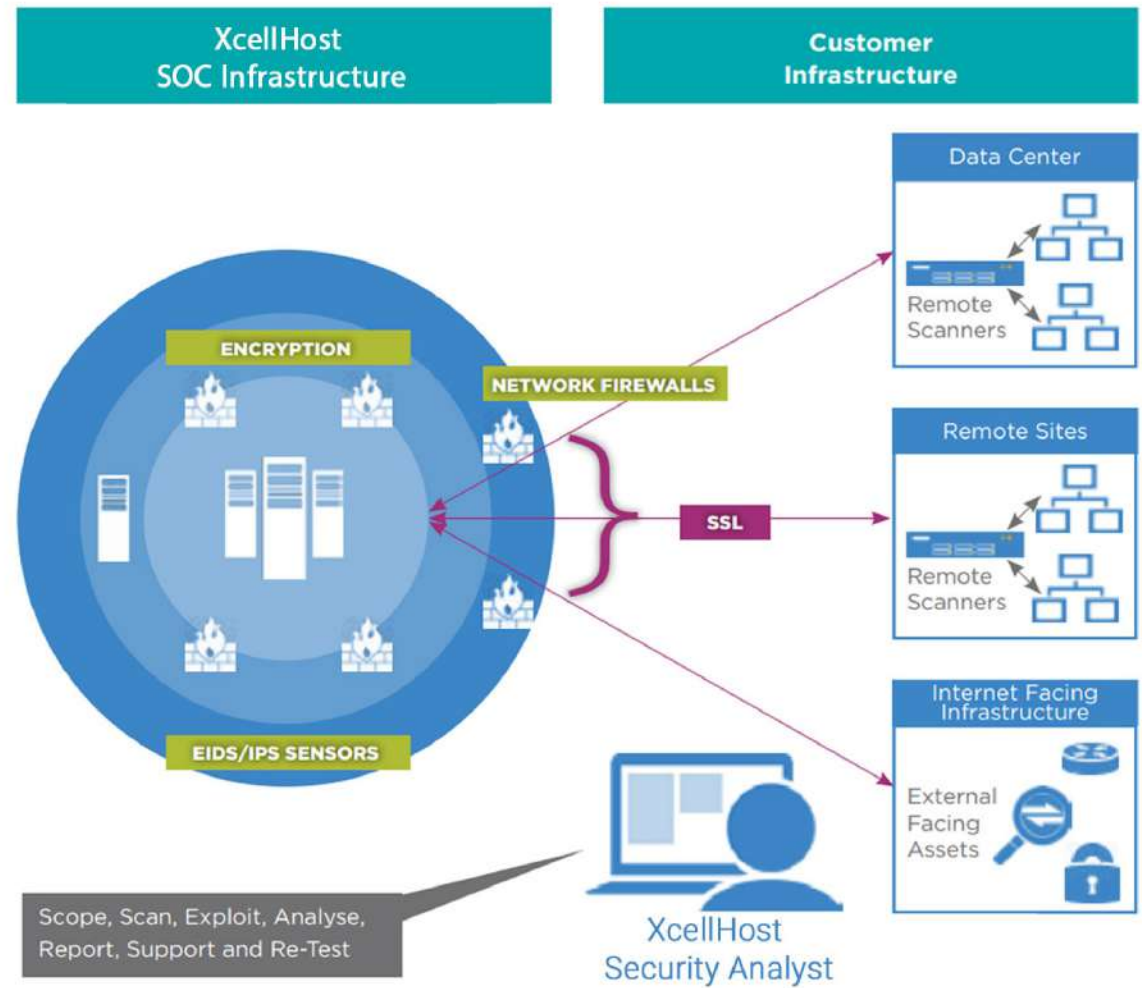 XcellHost
SOC Infrastructure
Customer
Infrastructure
Data Center
Remote
Scanners
ENCRYPTION
NETWORK FIREWALLS
Remote Sites
SSL
Remote
Scanners
Internet Facing
Infrastructure
EIDS/IPS SENSORS
External
Facing
Assets
Scope, Scan, Exploit, Analyse,
Report, Support and Re-Test
XcellHost
Security Analyst